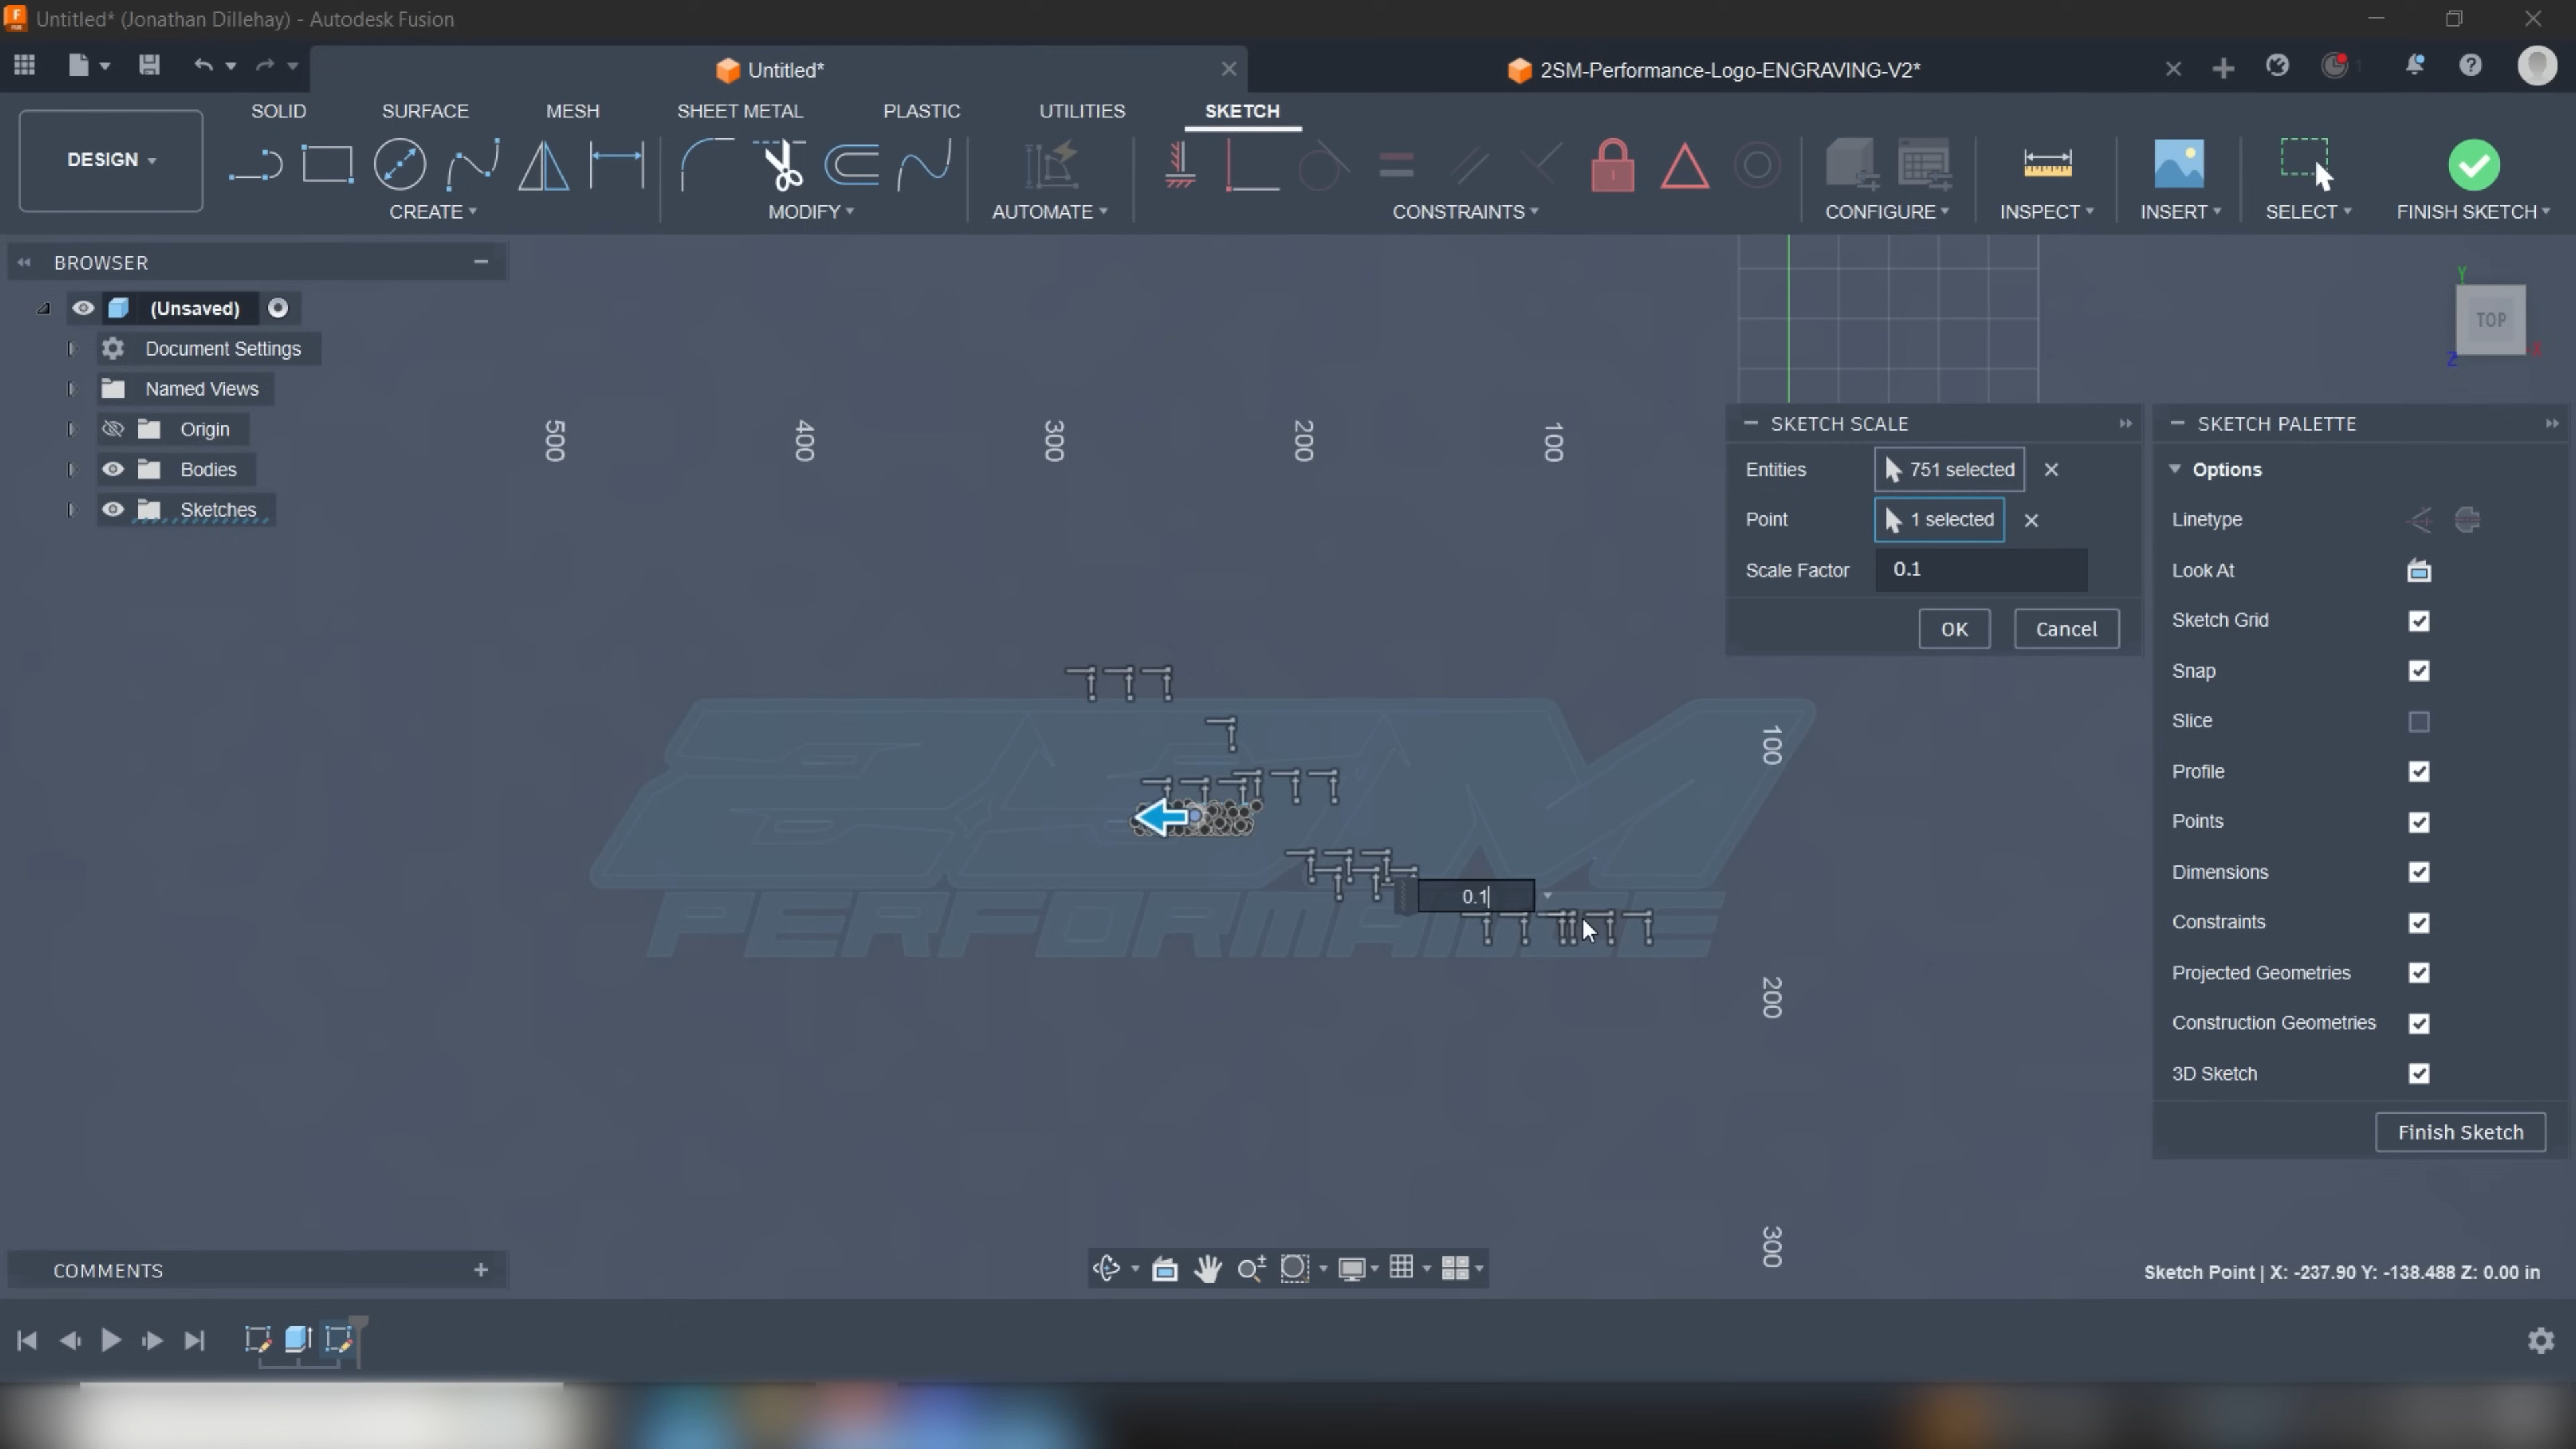 Untitled* (Jonathan Dillehay) - Autodesk Fusion
Untitled*
2SM-Performance-Logo-ENGRAVING-V2*
1
DESIGN
SOLID
SURFACE
MESH
SHEET METAL
PLASTIC
UTILITIES
SKETCH
CREATE
MODIFY
AUTOMATE
CONSTRAINTS
CONFIGURE
INSPECT
INSERT
SELECT
FINISH SKETCH
BROWSER
(Unsaved)
Document Settings
Named Views
Origin
Bodies
Sketches
500
400
300
200
100
Y
TOP
Z
X
SKETCH SCALE
Entities
751 selected
Point
1 selected
Scale Factor
0.1
OK
Cancel
SKETCH PALETTE
Options
Linetype
Look At
Sketch Grid
Snap
Slice
Profile
Points
Dimensions
Constraints
Projected Geometries
Construction Geometries
3D Sketch
Finish Sketch
100
200
300
2SM
PERFORMANCE
0.1
COMMENTS
Sketch Point | X: -237.90 Y: -138.488 Z: 0.00 in